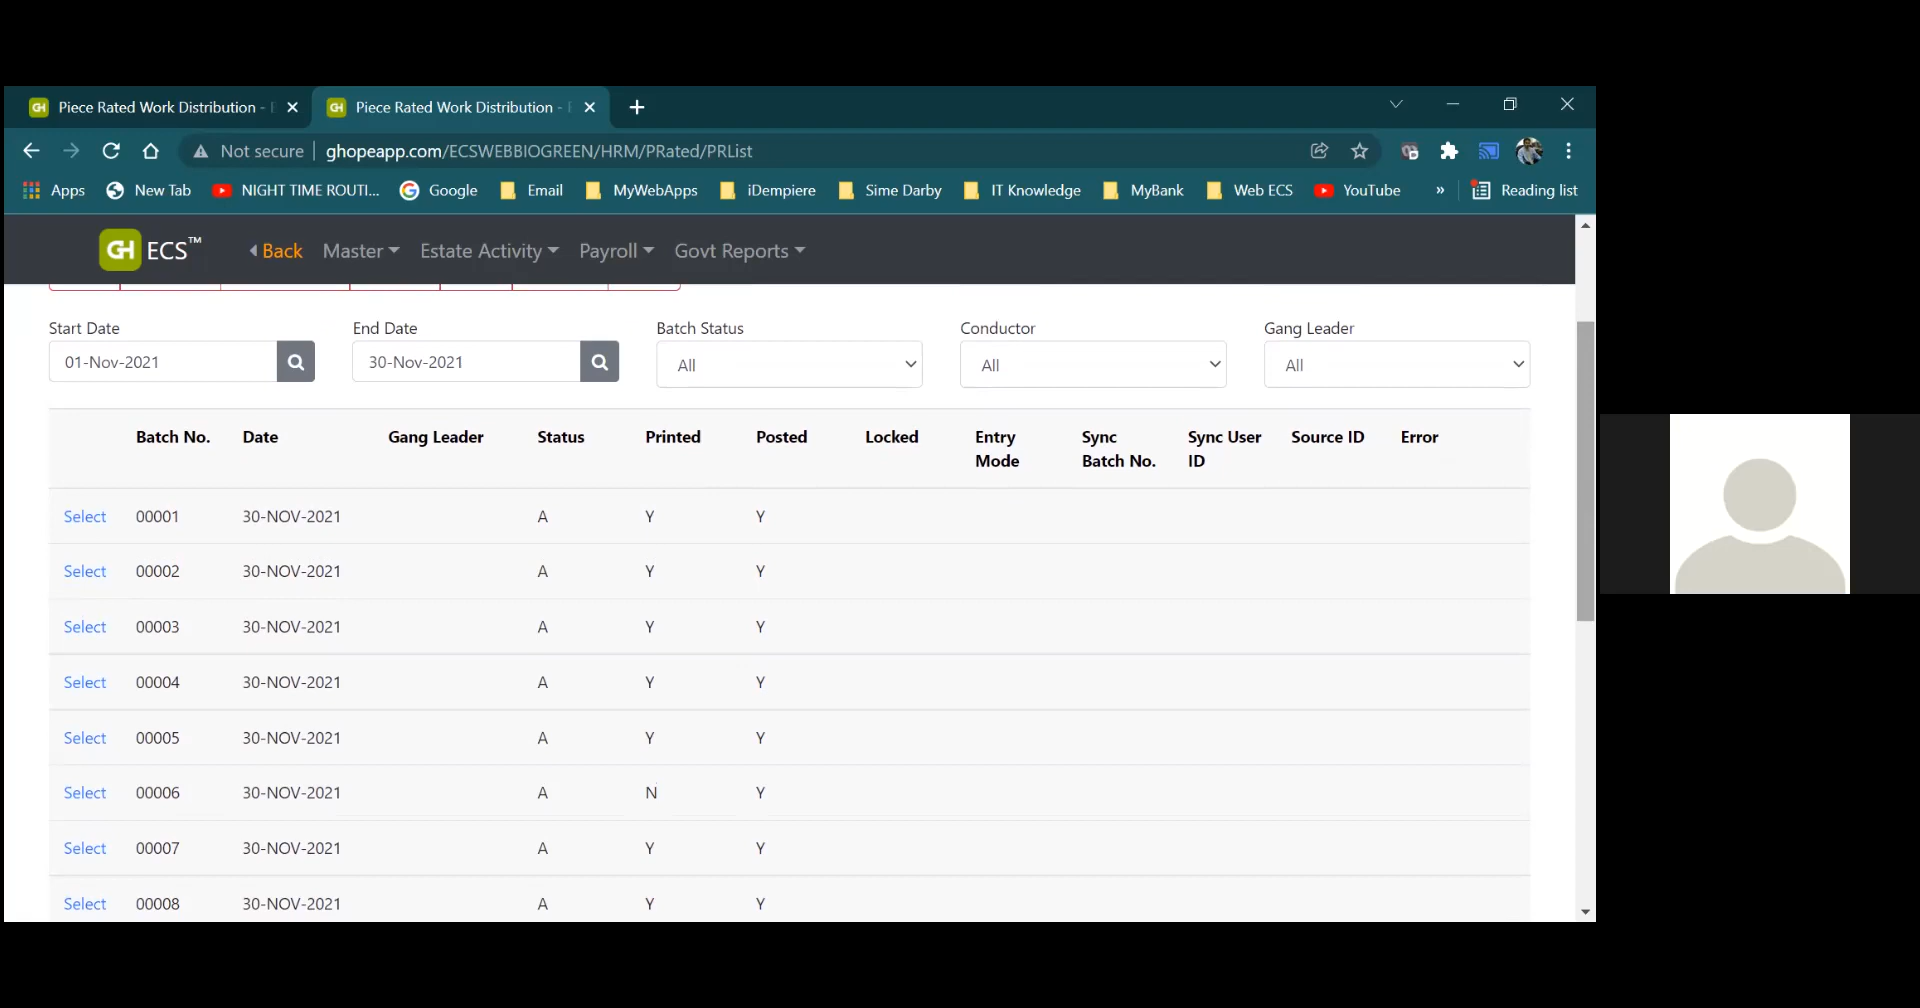 Piece Rated Work Distribution -
Piece Rated Work Distribution -
Not secure ghopeapp.com/ECSWEBBIOGREEN/HRM/PRated/PRList
Apps New Tab NIGHT TIME ROUTI... Google Email MyWebApps iDempiere Sime Darby IT Knowledge MyBank Web ECS YouTube » Reading list
GH ECS™ Back Master Estate Activity Payroll Govt Reports
Start Date End Date Batch Status Conductor Gang Leader
01-Nov-2021 30-Nov-2021 All All All
Batch No. Date Gang Leader Status Printed Posted Locked Entry Mode Sync Batch No. Sync User ID Source ID Error
Select 00001 30-NOV-2021 A Y Y
Select 00002 30-NOV-2021 A Y Y
Select 00003 30-NOV-2021 A Y Y
Select 00004 30-NOV-2021 A Y Y
Select 00005 30-NOV-2021 A Y Y
Select 00006 30-NOV-2021 A N Y
Select 00007 30-NOV-2021 A Y Y
Select 00008 30-NOV-2021 A Y Y